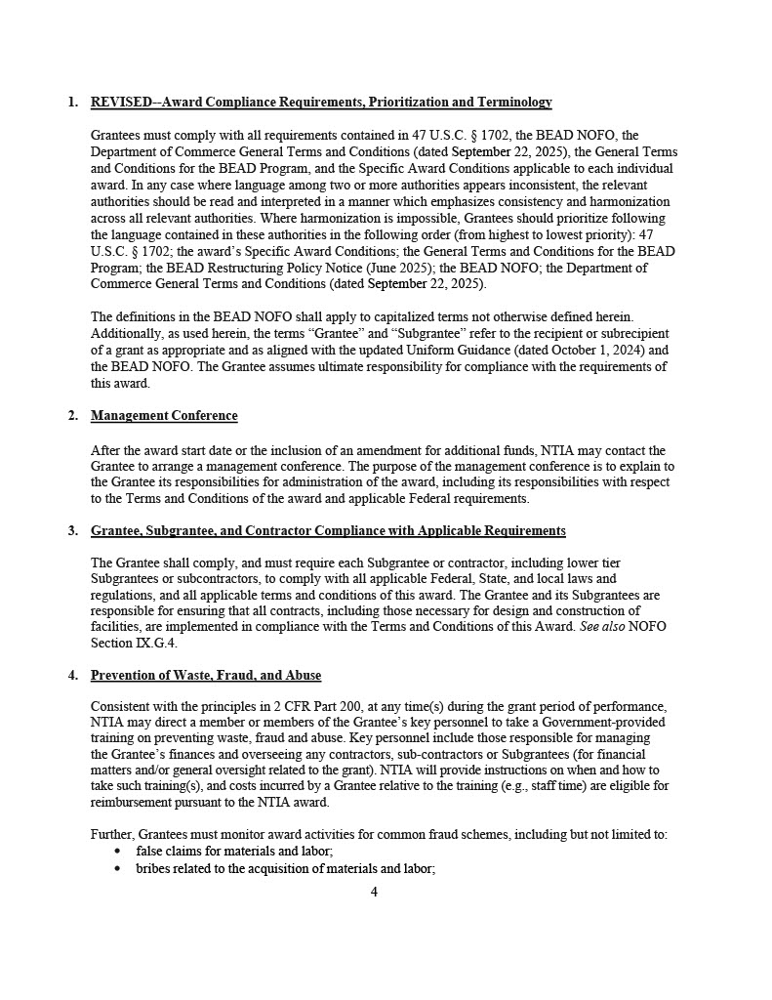 1. REVISED--Award Compliance Requirements, Prioritization and Terminology
Grantees must comply with all requirements contained in 47 U.S.C. § 1702, the BEAD NOFO, the
Department of Commerce General Terms and Conditions (dated September 22, 2025), the General Terms
and Conditions for the BEAD Program, and the Specific Award Conditions applicable to each individual
award. In any case where language among two or more authorities appears inconsistent, the relevant
authorities should be read and interpreted in a manner which emphasizes consistency and harmonization
across all relevant authorities. Where harmonization is impossible, Grantees should prioritize following
the language contained in these authorities in the following order (from highest to lowest priority): 47
U.S.C. § 1702; the award’s Specific Award Conditions; the General Terms and Conditions for the BEAD
Program; the BEAD Restructuring Policy Notice (June 2025); the BEAD NOFO; the Department of
Commerce General Terms and Conditions (dated September 22, 2025).
The definitions in the BEAD NOFO shall apply to capitalized terms not otherwise defined herein.
Additionally, as used herein, the terms “Grantee” and “Subgrantee” refer to the recipient or subrecipient
of a grant as appropriate and as aligned with the updated Uniform Guidance (dated October 1, 2024) and
the BEAD NOFO. The Grantee assumes ultimate responsibility for compliance with the requirements of
this award.
2. Management Conference
After the award start date or the inclusion of an amendment for additional funds, NTIA may contact the
Grantee to arrange a management conference. The purpose of the management conference is to explain to
the Grantee its responsibilities for administration of the award, including its responsibilities with respect
to the Terms and Conditions of the award and applicable Federal requirements.
3. Grantee, Subgrantee, and Contractor Compliance with Applicable Requirements
The Grantee shall comply, and must require each Subgrantee or contractor, including lower tier
Subgrantees or subcontractors, to comply with all applicable Federal, State, and local laws and
regulations, and all applicable terms and conditions of this award. The Grantee and its Subgrantees are
responsible for ensuring that all contracts, including those necessary for design and construction of
facilities, are implemented in compliance with the Terms and Conditions of this Award. See also NOFO
Section IX.G.4.
4. Prevention of Waste, Fraud, and Abuse
Consistent with the principles in 2 CFR Part 200, at any time(s) during the grant period of performance,
NTIA may direct a member or members of the Grantee’s key personnel to take a Government-provided
training on preventing waste, fraud and abuse. Key personnel include those responsible for managing
the Grantee’s finances and overseeing any contractors, sub-contractors or Subgrantees (for financial
matters and/or general oversight related to the grant). NTIA will provide instructions on when and how to
take such training(s), and costs incurred by a Grantee relative to the training (e.g., staff time) are eligible for
reimbursement pursuant to the NTIA award.
Further, Grantees must monitor award activities for common fraud schemes, including but not limited to:
• false claims for materials and labor;
• bribes related to the acquisition of materials and labor;
4